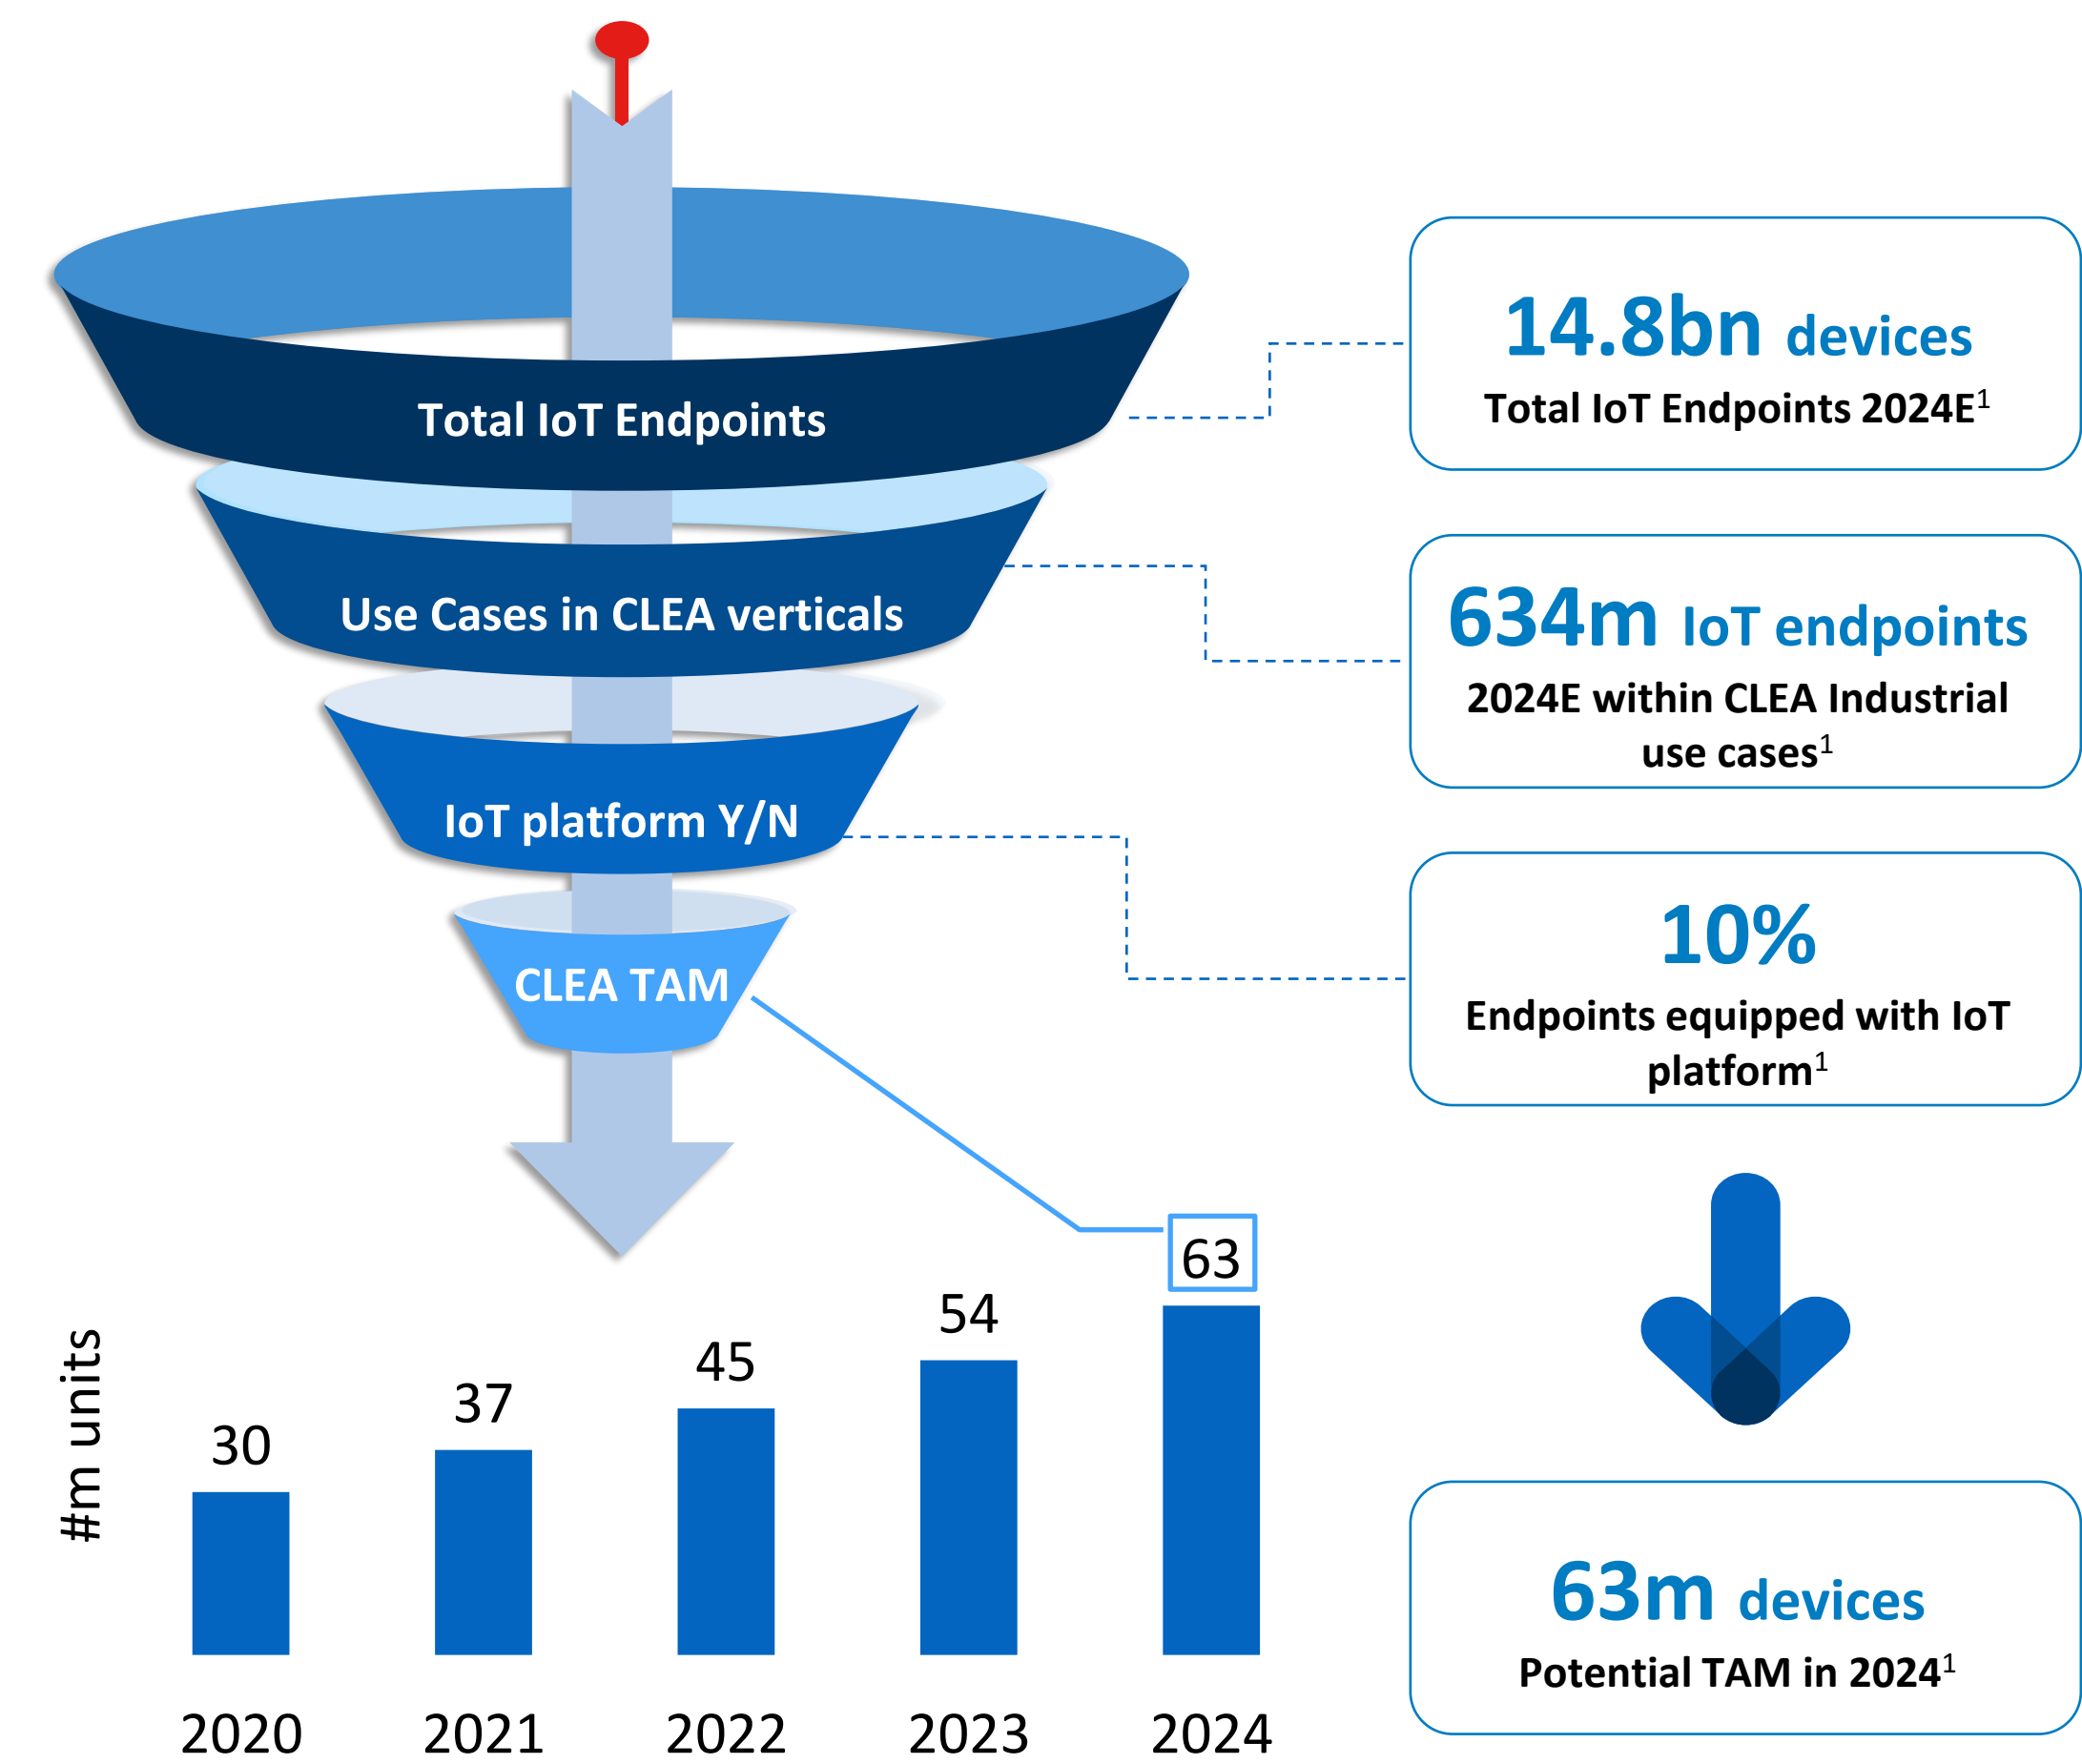 Total IoT Endpoints
Use Cases in CLEA verticals
IoT platform Y/N
CLEA TAM
14.8bn devices
Total IoT Endpoints 2024E¹
634m IoT endpoints
2024E within CLEA Industrial
use cases¹
10%
Endpoints equipped with IoT
platform¹
63m devices
Potential TAM in 2024¹
#m units
30
37
45
54
63
2020
2021
2022
2023
2024